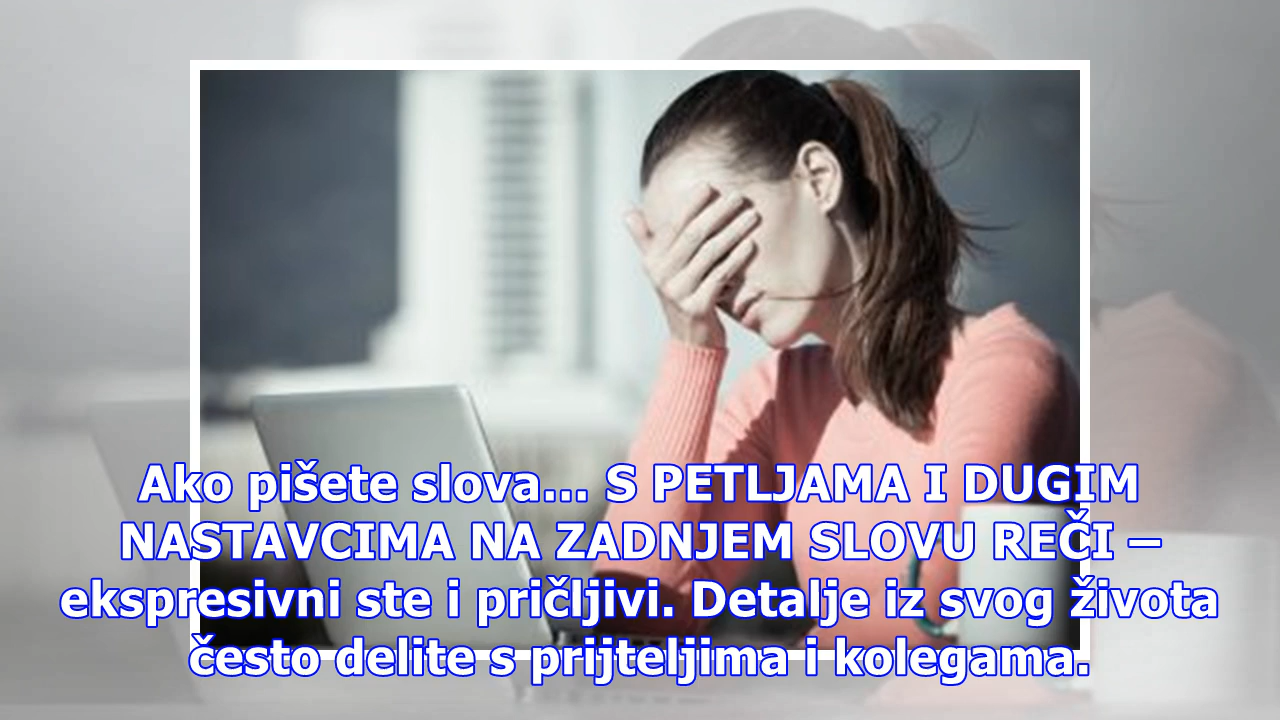 Ako pišete slova... S PETLJAMA I DUGIM
NASTAVCIMA NA ZADNJEM SLOVU REČI –
ekspresivni ste i pričljivi. Detalje iz svog života
često delite s prijteljima i kolegama.